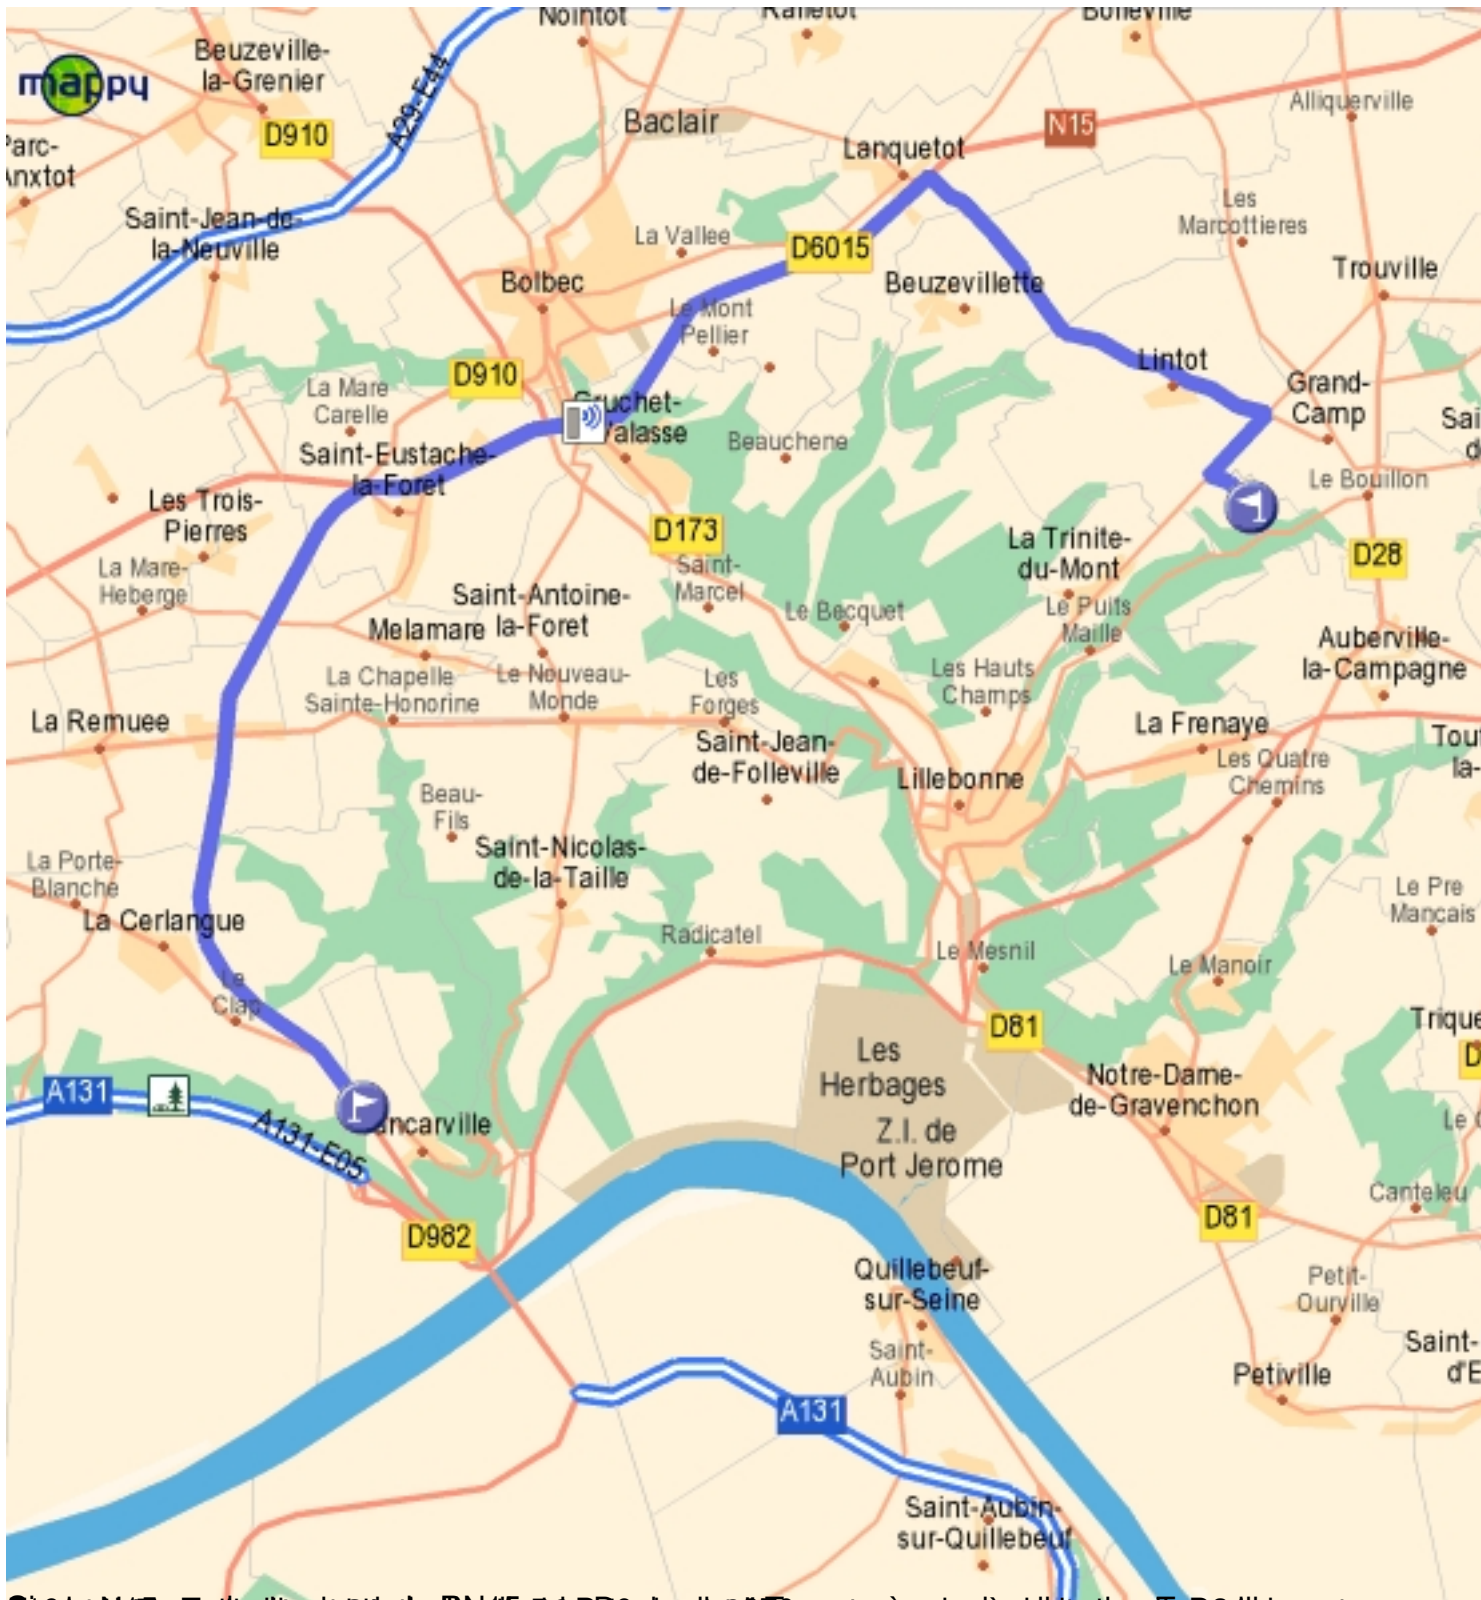 Nointot
Beuzeville-
la-Grenier
mappy
A29-E44
D910
Baclair
N15
Alliquerville
Lanquetot
Saint-Jean-de-
la-Neuville
La Vallee
D6015
Les
Marcottieres
Bolbec
Beuzevillette
Trouville
Le Mont
Pellier
D910
Lintot
La Mare
Carelle
Grand-
Camp
Beauchene
Saint-Eustache-
la-Foret
Le Bouillon
Les Trois-
Pierres
D173
La Trinite-
du-Mont
D28
La Mare-
Heberge
Saint-
Marcel
Saint-Antoine-
la-Foret
Le Becquet
Le Puits
Maille
Melamare
Auberville-
la-Campagne
La Chapelle
Sainte-Honorine
Le Nouveau-
Monde
Les
Forges
Les Hauts
Champs
La Remuee
La Frenaye
Saint-Jean-
de-Folleville
Lillebonne
Les Quatre
Chemins
Beau-
Fils
Saint-Nicolas-
de-la-Taille
La Porte-
Blanche
Le Pre
Mancais
La Cerlangue
Radicatel
Le Mesnil
Le Manoir
Le
Clap
D81
Les
Herbages
Notre-Dame-
de-Gravenchon
A131
A131-E05
Z.I. de
Port Jerome
Canteleu
D982
D81
Quillebeuf-
sur-Seine
Petit-
Ourville
Saint-
Aubin
Petiville
A131
Saint-Aubin-
sur-Quillebeuf